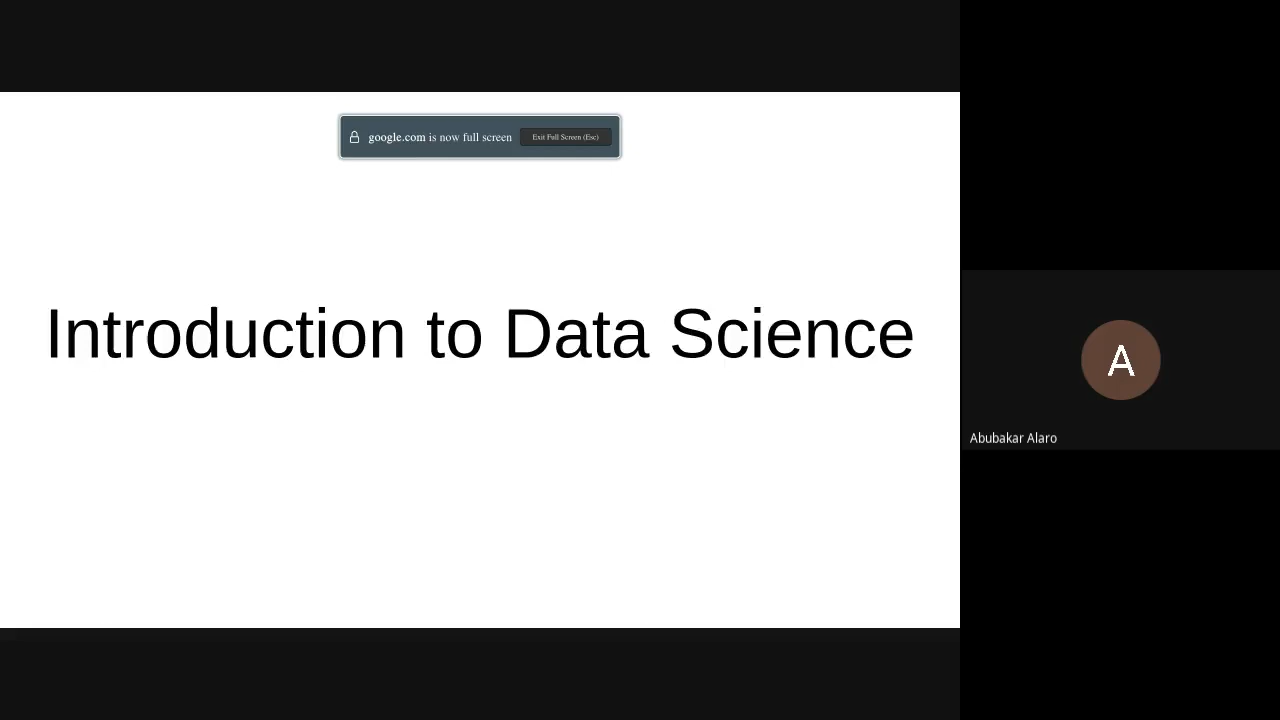 google.com is now full screen Exit Full Screen (Esc)
Introduction to Data Science
A
Abubakar Alaro